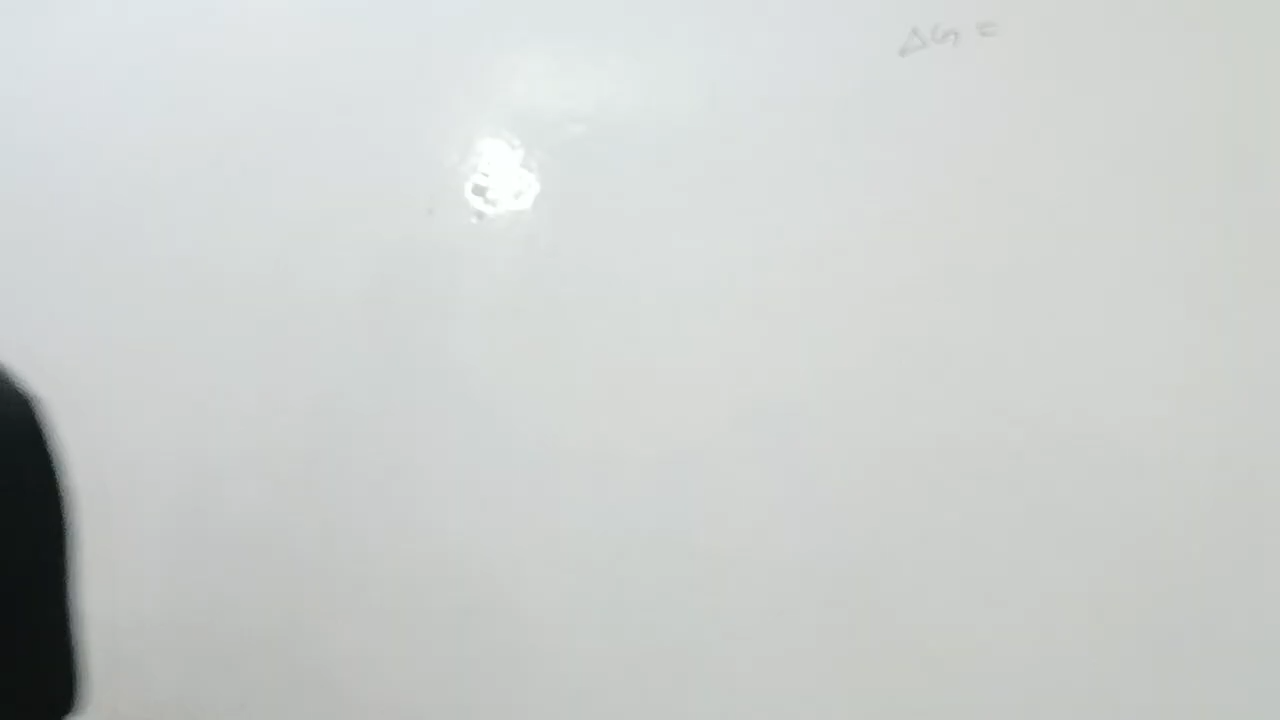 ΔG =